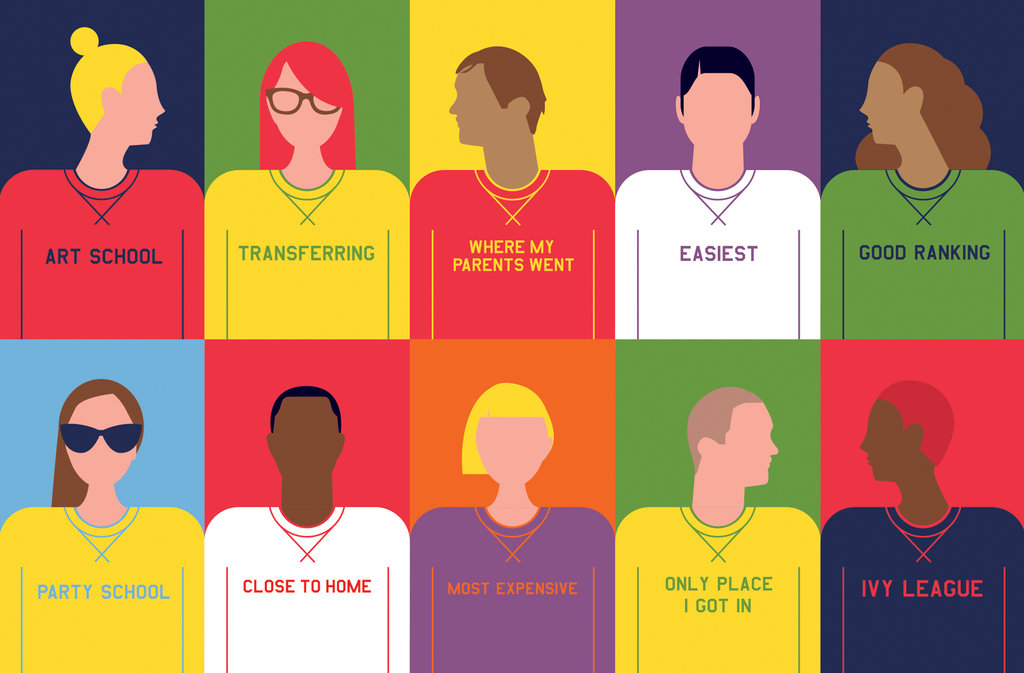 ART SCHOOL
TRANSFERRING
WHERE MY
PARENTS WENT
EASIEST
GOOD RANKING
PARTY SCHOOL
CLOSE TO HOME
MOST EXPENSIVE
ONLY PLACE
I GOT IN
IVY LEAGUE